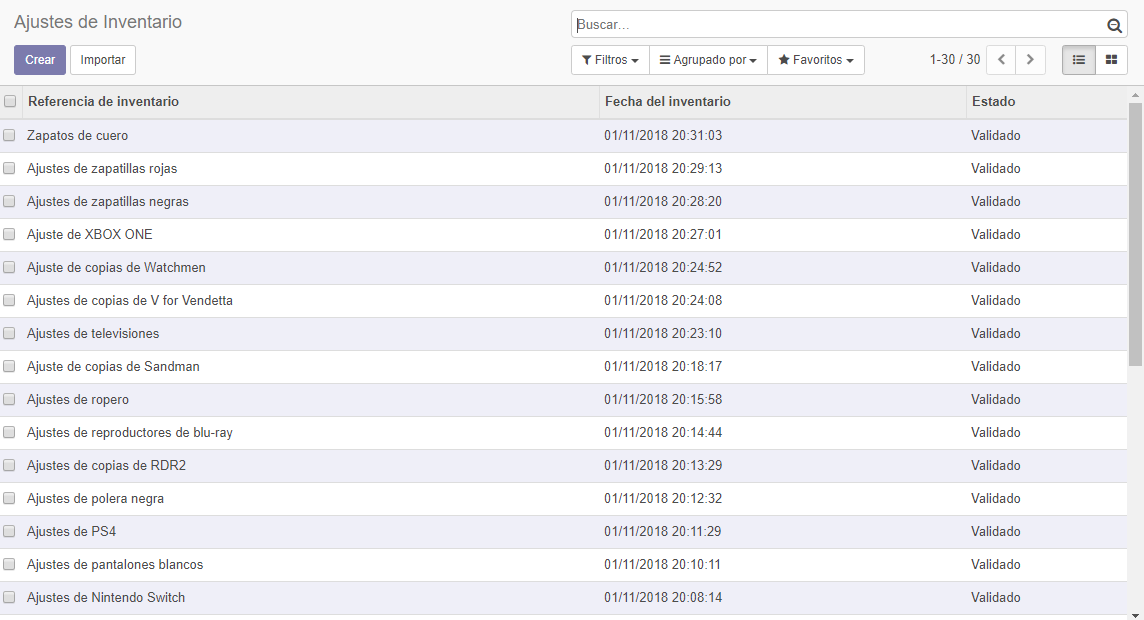 Ajustes de Inventario
Buscar...
Crear Importar
Filtros Agrupado por Favoritos 1-30 / 30
Referencia de inventario Fecha del inventario Estado
Zapatos de cuero 01/11/2018 20:31:03 Validado
Ajustes de zapatillas rojas 01/11/2018 20:29:13 Validado
Ajustes de zapatillas negras 01/11/2018 20:28:20 Validado
Ajuste de XBOX ONE 01/11/2018 20:27:01 Validado
Ajuste de copias de Watchmen 01/11/2018 20:24:52 Validado
Ajustes de copias de V for Vendetta 01/11/2018 20:24:08 Validado
Ajustes de televisiones 01/11/2018 20:23:10 Validado
Ajuste de copias de Sandman 01/11/2018 20:18:17 Validado
Ajustes de ropero 01/11/2018 20:15:58 Validado
Ajustes de reproductores de blu-ray 01/11/2018 20:14:44 Validado
Ajustes de copias de RDR2 01/11/2018 20:13:29 Validado
Ajustes de polera negra 01/11/2018 20:12:32 Validado
Ajustes de PS4 01/11/2018 20:11:29 Validado
Ajustes de pantalones blancos 01/11/2018 20:10:11 Validado
Ajustes de Nintendo Switch 01/11/2018 20:08:14 Validado